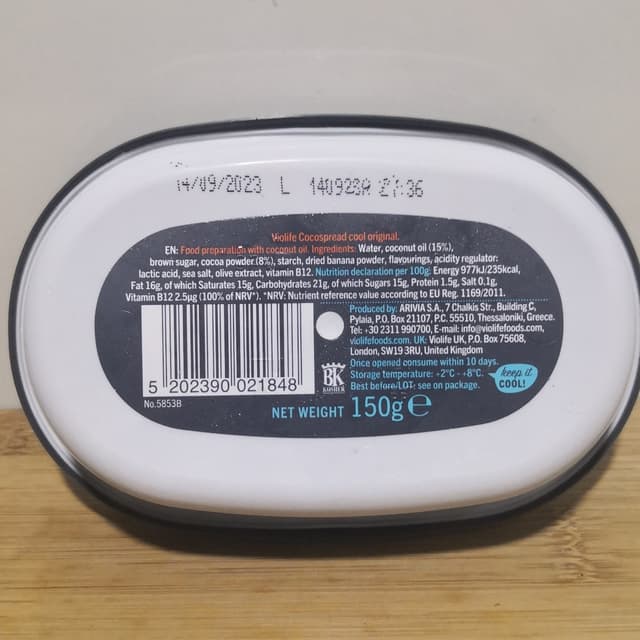 14/09/2023 L 140923A 21:36
Violife Cocospread cool original.
EN: Food preparation with coconut oil. Ingredients: Water, coconut oil (15%),
brown sugar, cocoa powder (8%), starch, dried banana powder, flavourings, acidity regulator:
lactic acid, sea salt, olive extract, vitamin B12. Nutrition declaration per 100g: Energy 977kJ/235kcal,
Fat 16g, of which Saturates 15g, Carbohydrates 21g, of which Sugars 15g, Protein 1.5g, Salt 0.1g,
Vitamin B12 2.5µg (100% of NRV*). *NRV: Nutrient reference value according to EU Reg. 1169/2011.
Produced by: ARIVIA S.A., 7 Chalkis Str., Building C,
Pylaia, P.O. Box 21107, P.C. 55510, Thessaloniki, Greece.
Tel: +30 2311 990700, E-mail: info@violifefoods.com,
violifefoods.com. UK: Violife UK, P.O. Box 75608,
London, SW19 3RU, United Kingdom
Once opened consume within 10 days.
Storage temperature: +2°C - +8°C.
Best before/LOT: see on package.
keep it
COOL!
5 202390 021848
BK
KOSHER
No.5853B
NET WEIGHT 150g e